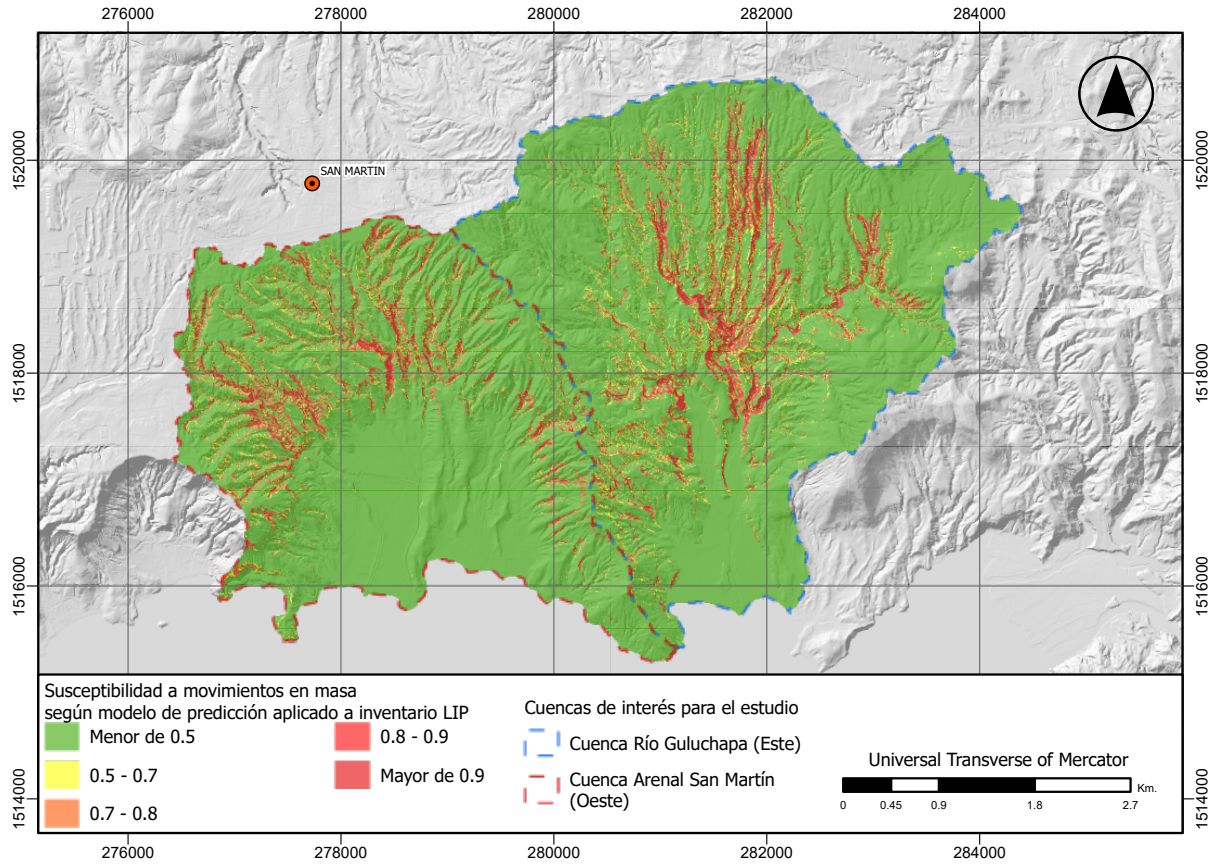 276000 278000 280000 282000 284000
1520000 1520000
SAN MARTIN
1518000 1518000
1516000 1516000
Susceptibilidad a movimientos en masa
según modelo de predicción aplicado a inventario LIP
Menor de 0.5
0.5 - 0.7
0.7 - 0.8
0.8 - 0.9
Mayor de 0.9
Cuencas de interés para el estudio
Cuenca Río Guluchapa (Este)
Cuenca Arenal San Martín
(Oeste)
Universal Transverse of Mercator
Km.
0 0.45 0.9 1.8 2.7
1514000 1514000
276000 278000 280000 282000 284000